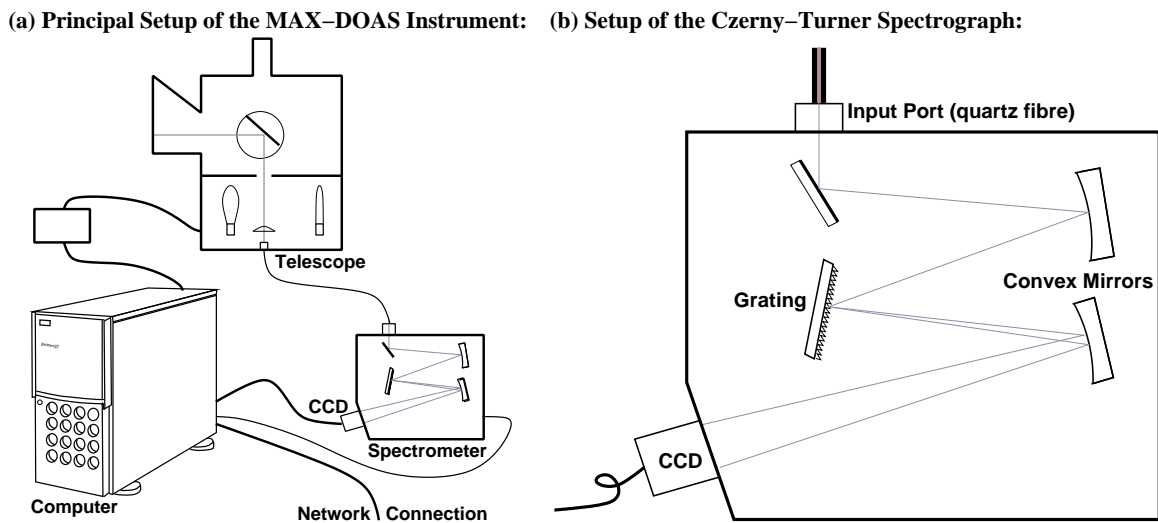 (a) Principal Setup of the MAX−DOAS Instrument:
Telescope
CCD
Spectrometer
Computer
Network Connection
(b) Setup of the Czerny−Turner Spectrograph:
Input Port (quartz fibre)
Convex Mirrors
Grating
CCD